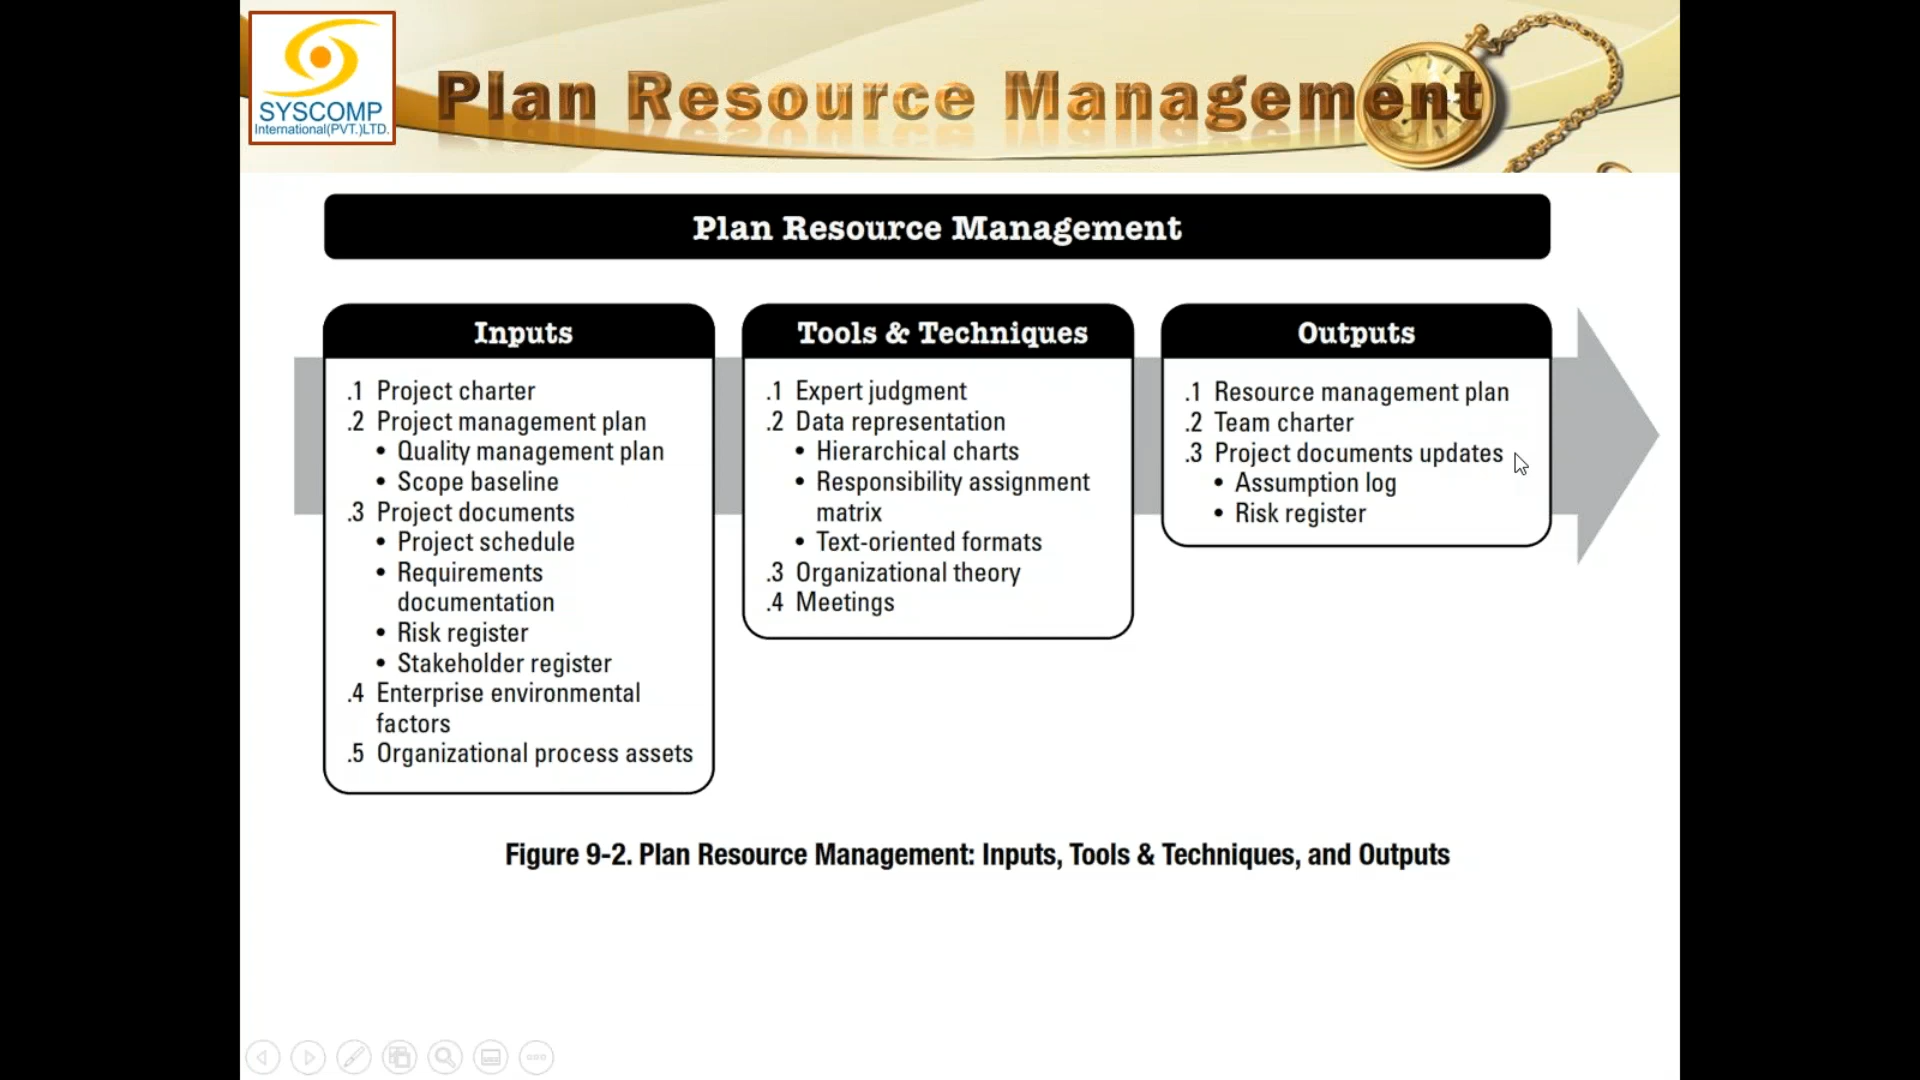 SYSCOMP
International(PVT.)LTD.
Plan Resource Management
Plan Resource Management
Inputs
.1 Project charter
.2 Project management plan
• Quality management plan
• Scope baseline
.3 Project documents
• Project schedule
• Requirements
documentation
• Risk register
• Stakeholder register
.4 Enterprise environmental
factors
.5 Organizational process assets
Tools & Techniques
.1 Expert judgment
.2 Data representation
• Hierarchical charts
• Responsibility assignment
matrix
• Text-oriented formats
.3 Organizational theory
.4 Meetings
Outputs
.1 Resource management plan
.2 Team charter
.3 Project documents updates
• Assumption log
• Risk register
Figure 9-2. Plan Resource Management: Inputs, Tools & Techniques, and Outputs